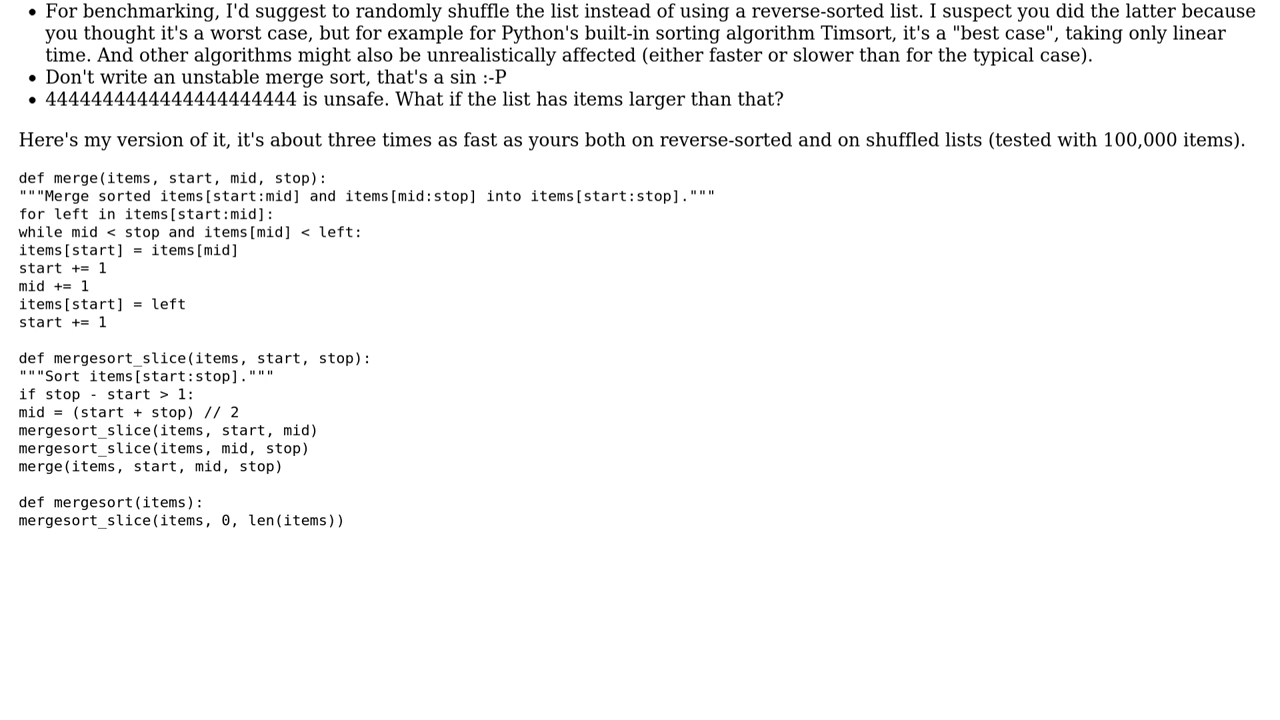 • For benchmarking, I'd suggest to randomly shuffle the list instead of using a reverse-sorted list. I suspect you did the latter because
you thought it's a worst case, but for example for Python's built-in sorting algorithm Timsort, it's a "best case", taking only linear
time. And other algorithms might also be unrealistically affected (either faster or slower than for the typical case).
• Don't write an unstable merge sort, that's a sin :-P
• 4444444444444444444444 is unsafe. What if the list has items larger than that?
Here's my version of it, it's about three times as fast as yours both on reverse-sorted and on shuffled lists (tested with 100,000 items).
def merge(items, start, mid, stop):
"""Merge sorted items[start:mid] and items[mid:stop] into items[start:stop]."""
for left in items[start:mid]:
while mid < stop and items[mid] < left:
items[start] = items[mid]
start += 1
mid += 1
items[start] = left
start += 1
def mergesort_slice(items, start, stop):
"""Sort items[start:stop]."""
if stop - start > 1:
mid = (start + stop) // 2
mergesort_slice(items, start, mid)
mergesort_slice(items, mid, stop)
merge(items, start, mid, stop)
def mergesort(items):
mergesort_slice(items, 0, len(items))